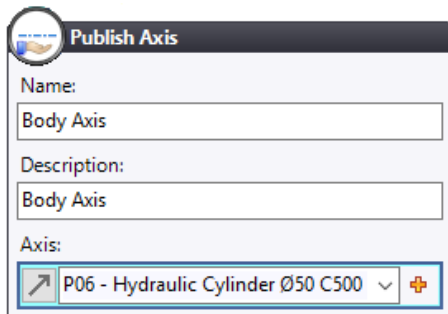 Publish Axis
Name:
Body Axis
Description:
Body Axis
Axis:
P06 - Hydraulic Cylinder Ø50 C500